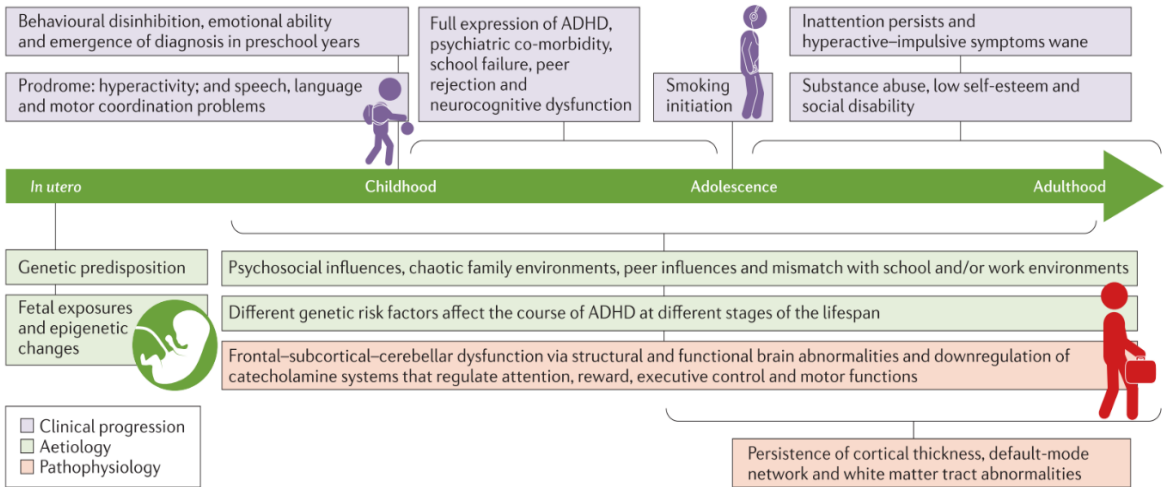 Behavioural disinhibition, emotional ability
and emergence of diagnosis in preschool years
Prodrome: hyperactivity; and speech, language
and motor coordination problems
Full expression of ADHD,
psychiatric co-morbidity,
school failure, peer
rejection and
neurocognitive dysfunction
Smoking
initiation
Inattention persists and
hyperactive–impulsive symptoms wane
Substance abuse, low self-esteem and
social disability
In utero
Childhood
Adolescence
Adulthood
Genetic predisposition
Fetal exposures
and epigenetic
changes
Psychosocial influences, chaotic family environments, peer influences and mismatch with school and/or work environments
Different genetic risk factors affect the course of ADHD at different stages of the lifespan
Frontal–subcortical–cerebellar dysfunction via structural and functional brain abnormalities and downregulation of
catecholamine systems that regulate attention, reward, executive control and motor functions
Clinical progression
Aetiology
Pathophysiology
Persistence of cortical thickness, default-mode
network and white matter tract abnormalities